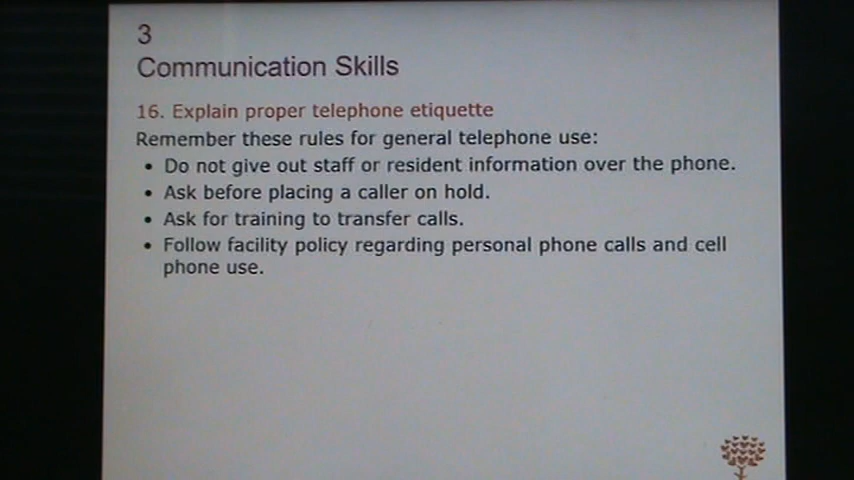 3
Communication Skills
16. Explain proper telephone etiquette
Remember these rules for general telephone use:
• Do not give out staff or resident information over the phone.
• Ask before placing a caller on hold.
• Ask for training to transfer calls.
• Follow facility policy regarding personal phone calls and cell
phone use.